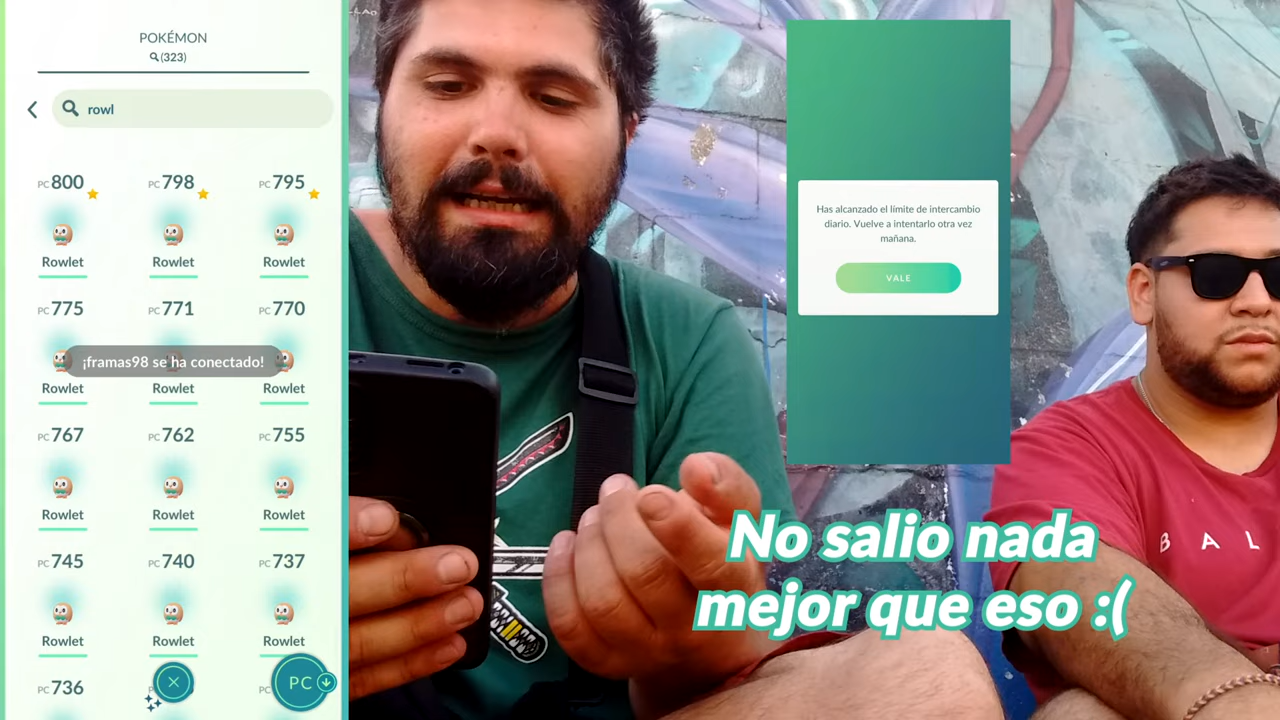 POKÉMON
(323)
rowl
PC 800
PC 798
PC 795
Rowlet
Rowlet
Rowlet
PC 775
PC 771
PC 770
¡framas98 se ha conectado!
Rowlet
Rowlet
Rowlet
PC 767
PC 762
PC 755
Rowlet
Rowlet
Rowlet
PC 745
PC 740
PC 737
Rowlet
Rowlet
Rowlet
PC 736
PC
PC
PC
Has alcanzado el límite de intercambio
diario. Vuelve a intentarlo otra vez
mañana.
VALE
No salio nada
mejor que eso :(
B A L